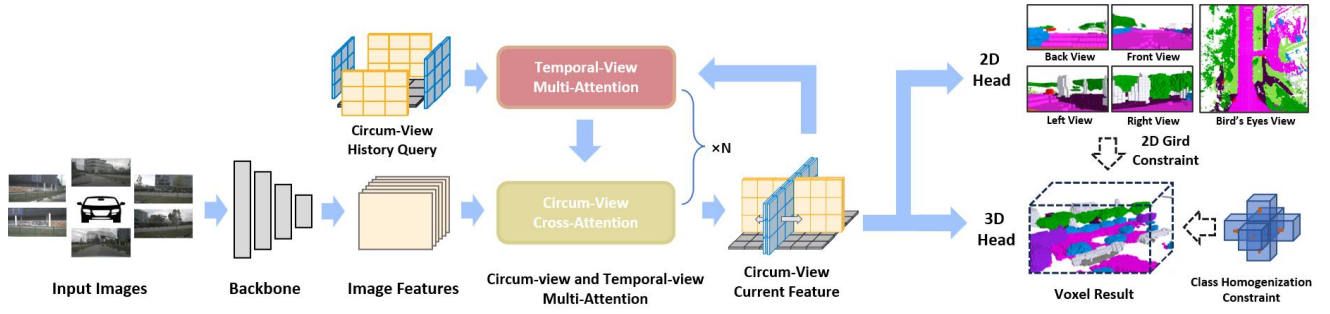 Circum-View
History Query
Temporal-View
Multi-Attention
×N
Circum-View
Cross-Attention
Input Images
Backbone
Image Features
Circum-view and Temporal-view
Multi-Attention
Circum-View
Current Feature
2D
Head
Back View
Front View
Left View
Right View
Bird's Eyes View
2D Gird
Constraint
3D
Head
Voxel Result
Class Homogenization
Constraint